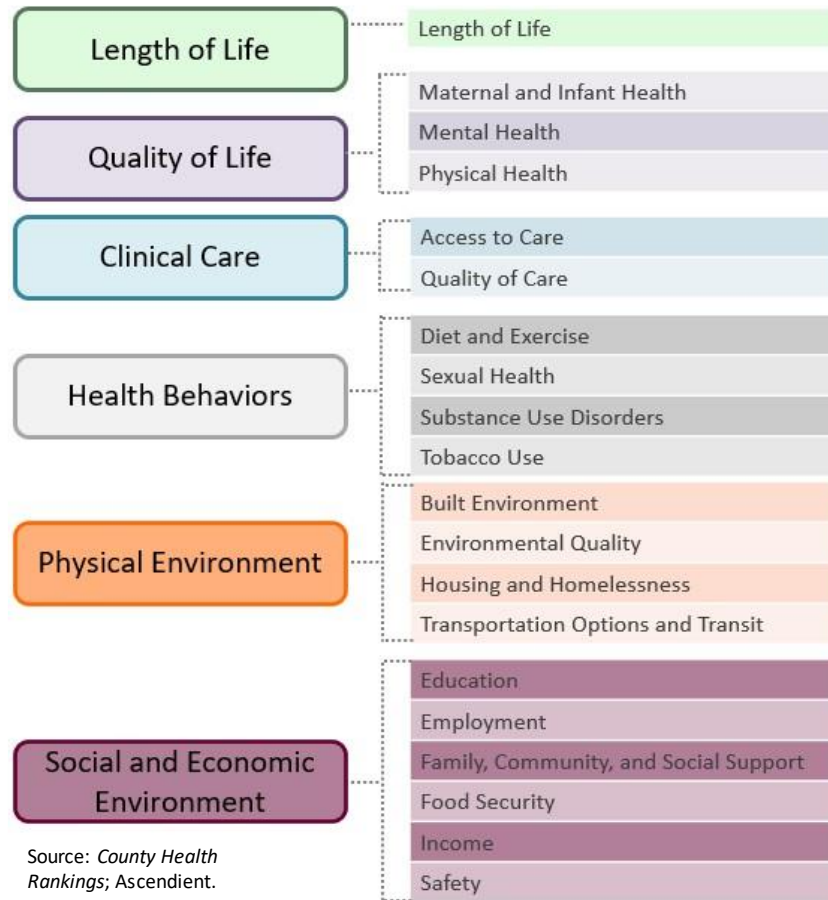 Length of Life
Length of Life
Quality of Life
Maternal and Infant Health
Mental Health
Physical Health
Clinical Care
Access to Care
Quality of Care
Health Behaviors
Diet and Exercise
Sexual Health
Substance Use Disorders
Tobacco Use
Physical Environment
Built Environment
Environmental Quality
Housing and Homelessness
Transportation Options and Transit
Social and Economic
Environment
Education
Employment
Family, Community, and Social Support
Food Security
Income
Safety
Source: County Health
Rankings; Ascendient.